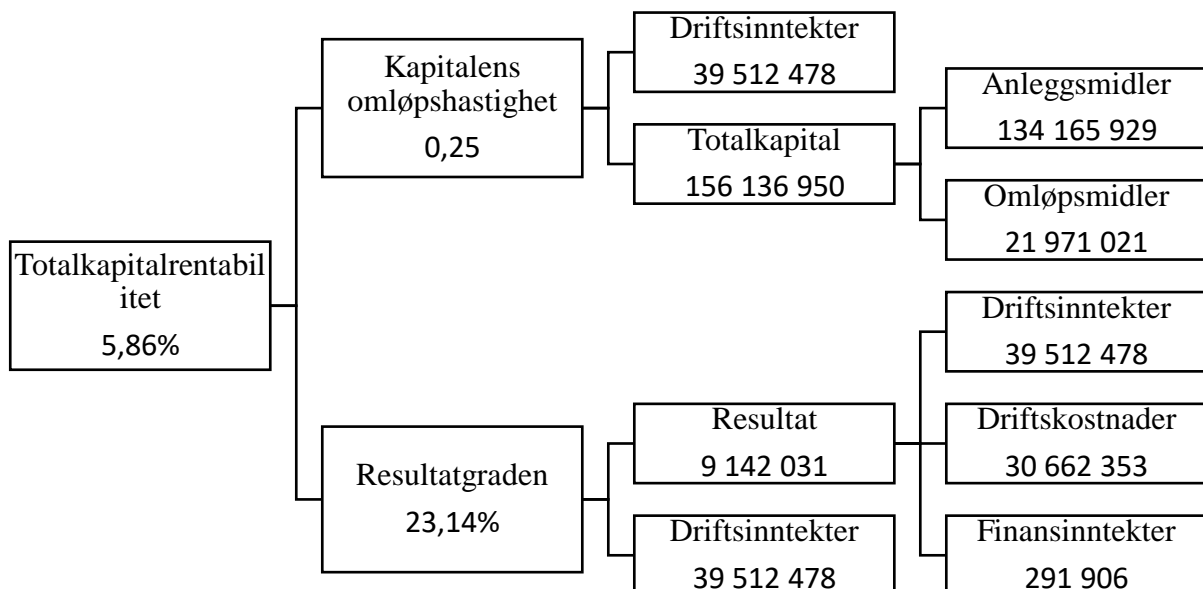 Totalkapitalrentabil
itet
5,86%
Kapitalens
omløpshastighet
0,25
Driftsinntekter
39 512 478
Totalkapital
156 136 950
Anleggsmidler
134 165 929
Omløpsmidler
21 971 021
Resultatgraden
23,14%
Resultat
9 142 031
Driftsinntekter
39 512 478
Driftsinntekter
39 512 478
Driftskostnader
30 662 353
Finansinntekter
291 906